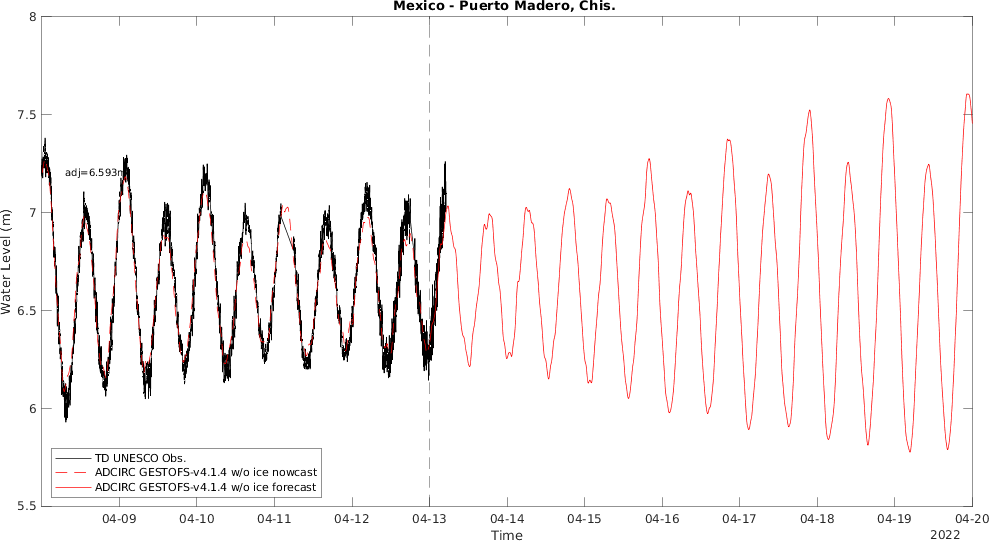 Mexico - Puerto Madero, Chis.
8
7.5
7
6.5
6
5.5
Water Level (m)
adj=6.593m
TD UNESCO Obs.
ADCIRC GESTOFS-v4.1.4 w/o ice nowcast
ADCIRC GESTOFS-v4.1.4 w/o ice forecast
04-09 04-10 04-11 04-12 04-13 04-14 04-15 04-16 04-17 04-18 04-19 04-20
Time
2022